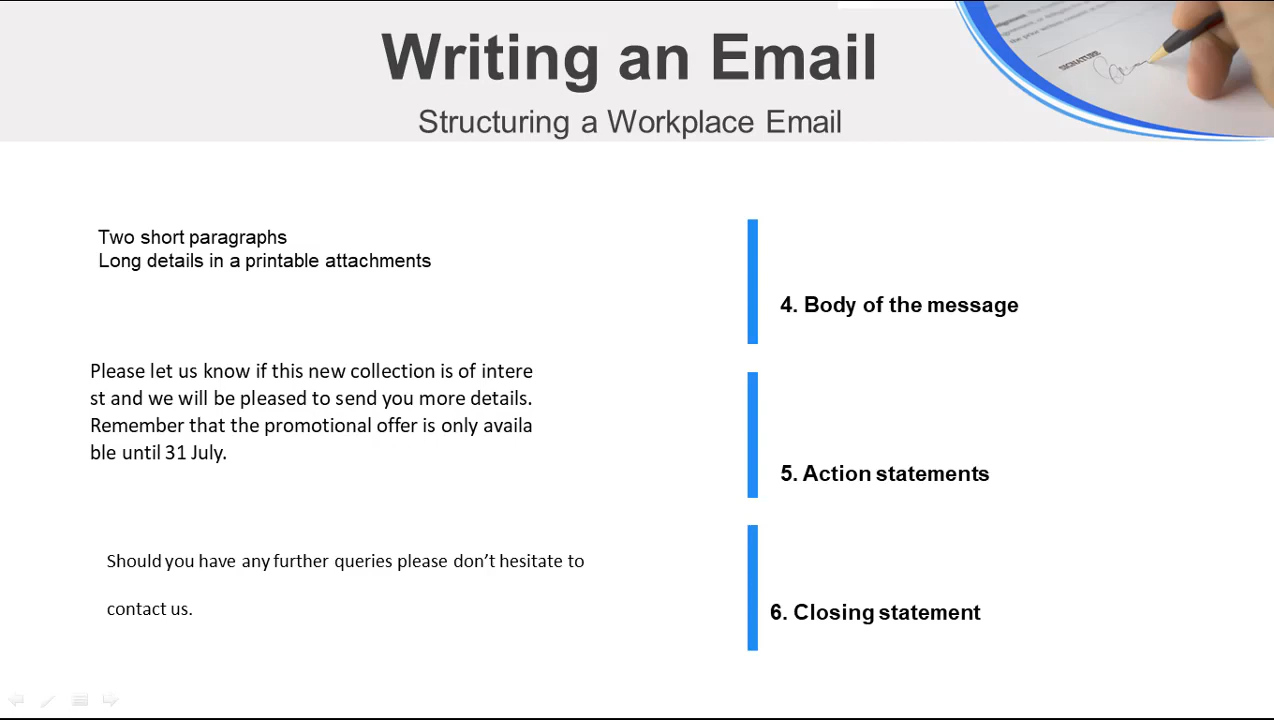 Writing an Email
Structuring a Workplace Email
SIGNATURE
Two short paragraphs
Long details in a printable attachments
4. Body of the message
Please let us know if this new collection is of intere
st and we will be pleased to send you more details.
Remember that the promotional offer is only availa
ble until 31 July.
5. Action statements
Should you have any further queries please don’t hesitate to
contact us.
6. Closing statement